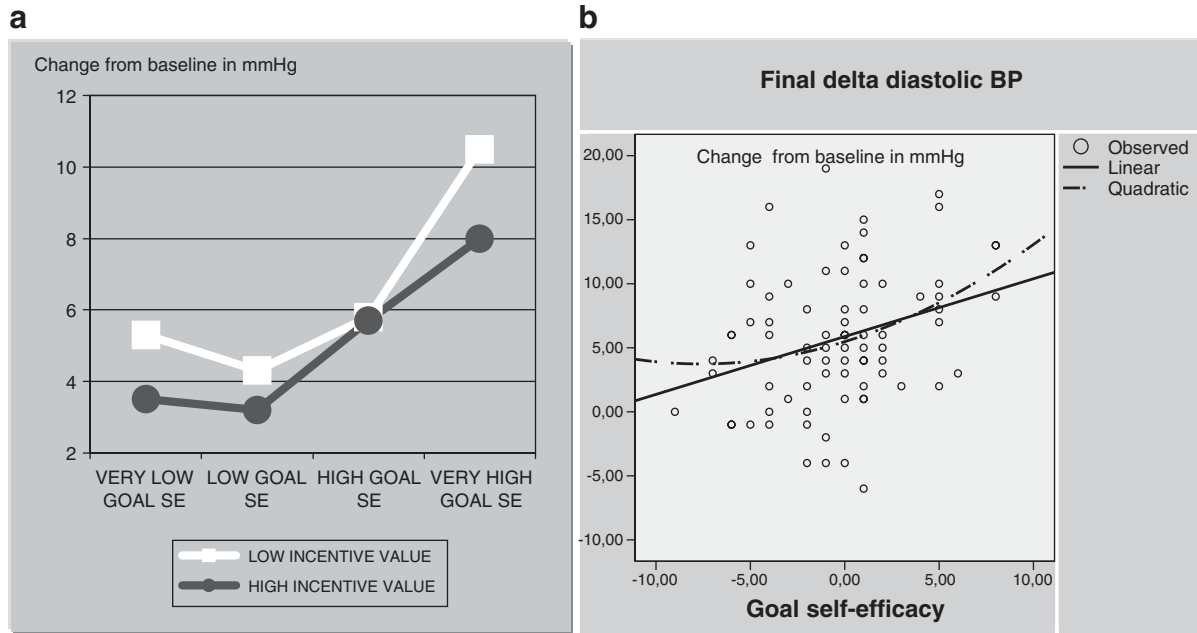 a
Change from baseline in mmHg
12
10
8
6
4
2
VERY LOW GOAL SE
LOW GOAL SE
HIGH GOAL SE
VERY HIGH GOAL SE
LOW INCENTIVE VALUE
HIGH INCENTIVE VALUE
b
Final delta diastolic BP
Change from baseline in mmHg
20,00
15,00
10,00
5,00
0,00
-5,00
-10,00
-10,00 -5,00 0,00 5,00 10,00
Goal self-efficacy
Observed
Linear
Quadratic